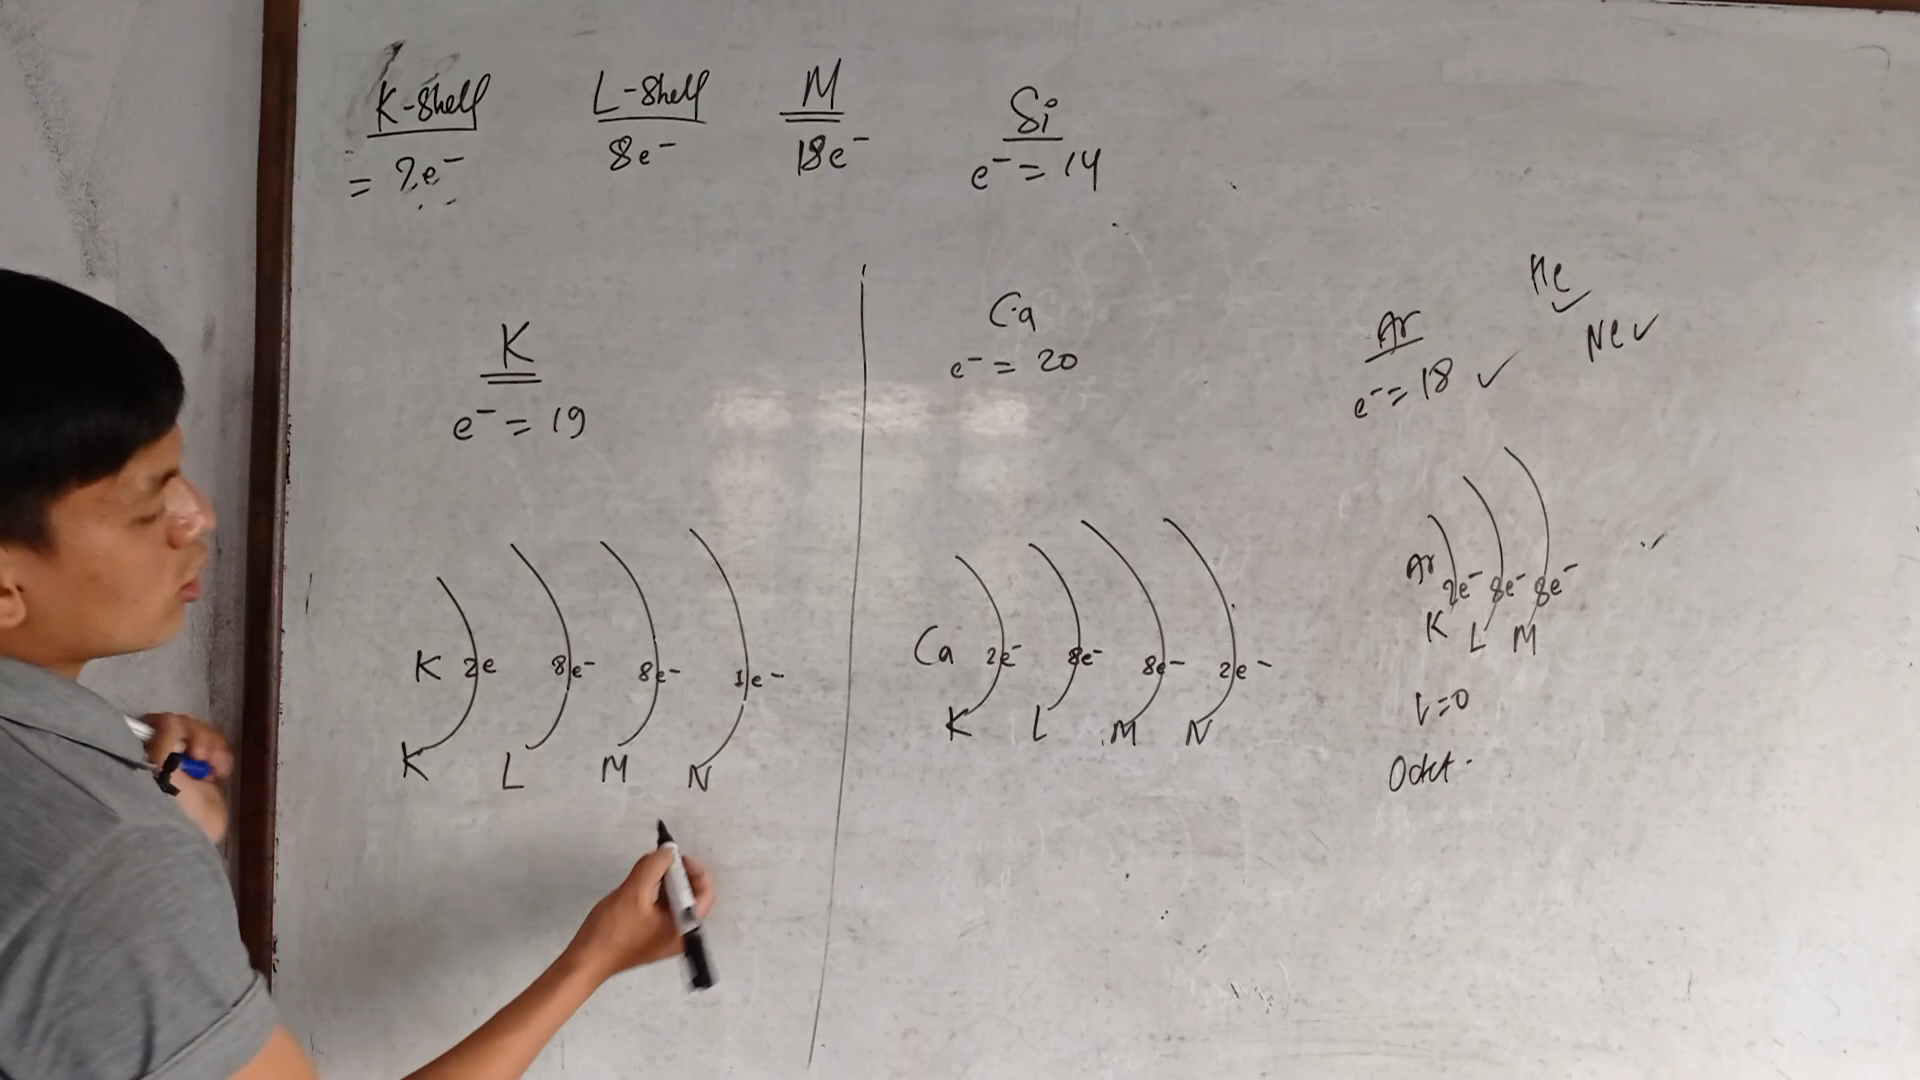 K-Shell L-Shell M Si
= 2e⁻ 8e⁻ 18e⁻ e⁻ = 14
K
e⁻ = 19
K 2e 8e⁻ 8e⁻ 1e⁻
K L M N
Ca
e⁻ = 20
Ca 2e⁻ 8e⁻ 8e⁻ 2e⁻
K L M N
He ✓
Ne ✓
Ar
e⁻ = 18 ✓
Ar 2e⁻ 8e⁻ 8e⁻
K L M
Octet.